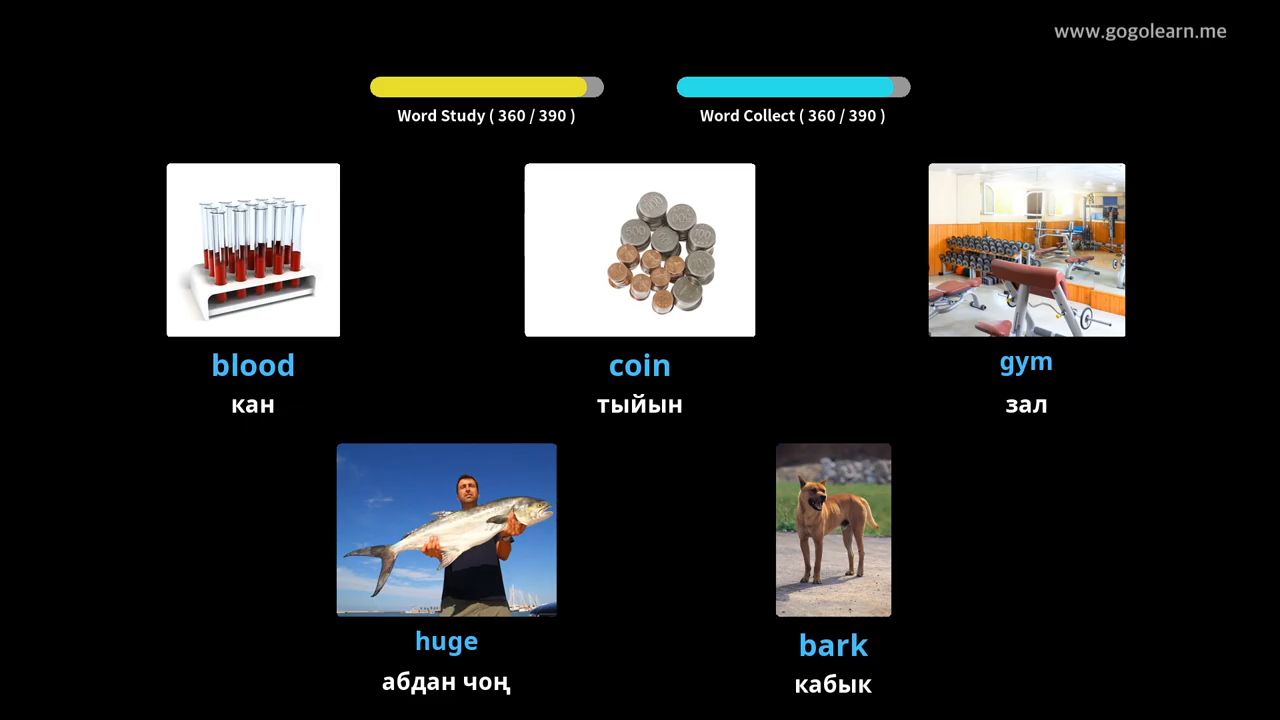 www.gogolearn.me
Word Study ( 360 / 390 )
Word Collect ( 360 / 390 )
blood
кан
coin
тыйын
gym
зал
huge
абдан чоң
bark
кабык